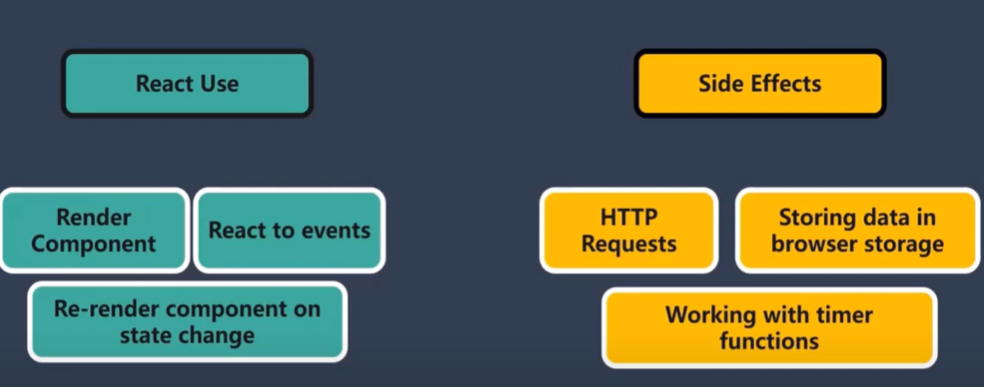 React Use
Side Effects
Render
Component
React to events
HTTP
Requests
Storing data in
browser storage
Re-render component on
state change
Working with timer
functions